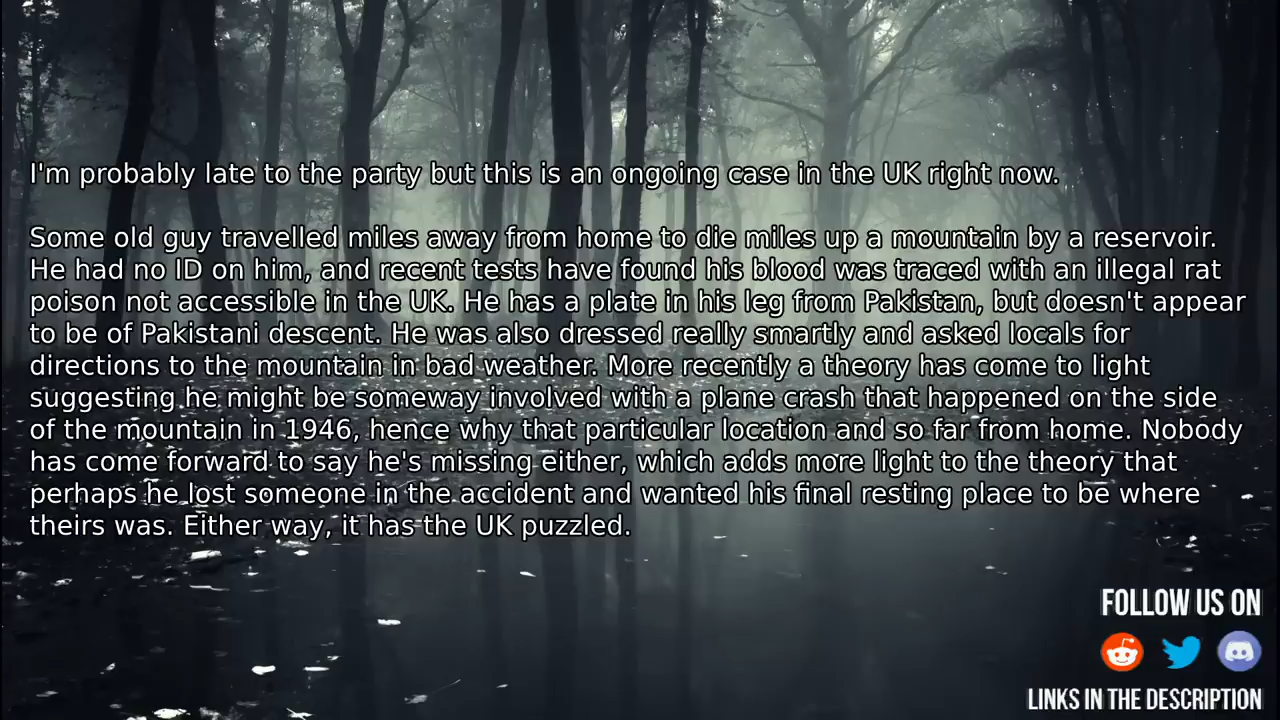 I'm probably late to the party but this is an ongoing case in the UK right now.
Some old guy travelled miles away from home to die miles up a mountain by a reservoir.
He had no ID on him, and recent tests have found his blood was traced with an illegal rat
poison not accessible in the UK. He has a plate in his leg from Pakistan, but doesn't appear
to be of Pakistani descent. He was also dressed really smartly and asked locals for
directions to the mountain in bad weather. More recently a theory has come to light
suggesting he might be someway involved with a plane crash that happened on the side
of the mountain in 1946, hence why that particular location and so far from home. Nobody
has come forward to say he's missing either, which adds more light to the theory that
perhaps he lost someone in the accident and wanted his final resting place to be where
theirs was. Either way, it has the UK puzzled.
FOLLOW US ON
LINKS IN THE DESCRIPTION